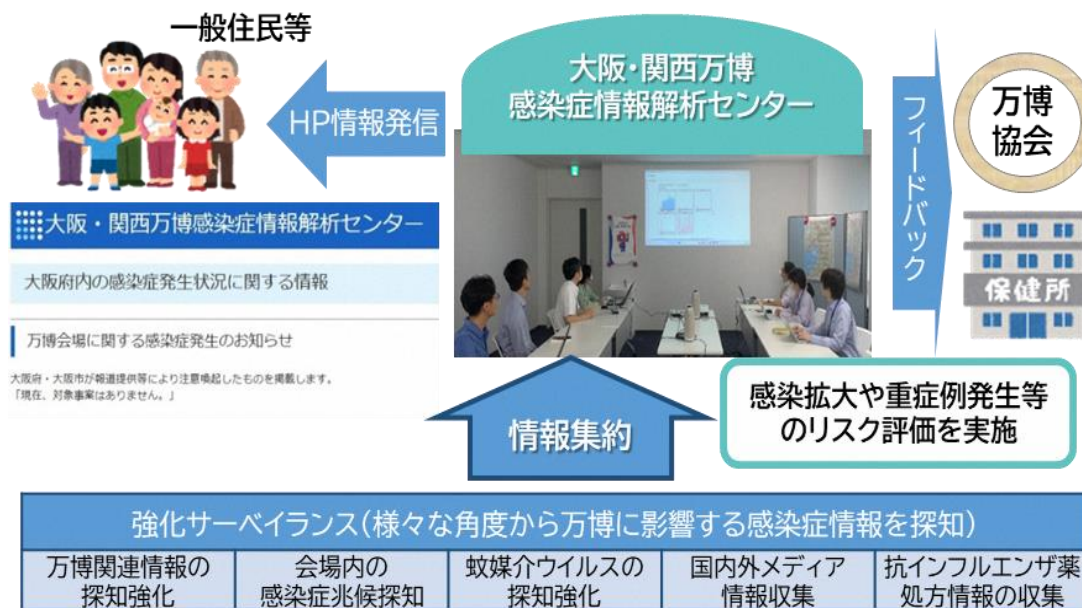 一般住民等
大阪・関西万博
感染症情報解析センター
HP情報発信
フィードバック
万博
協会
保健所
大阪・関西万博感染症情報解析センター
大阪府内の感染症発生状況に関する情報
万博会場に関する感染症発生のお知らせ
大阪府・大阪市が報道提供等により注意喚起したものを掲載します。
「現在、対象事案はありません。」
情報集約
感染拡大や重症例発生等
のリスク評価を実施
強化サーベイランス(様々な角度から万博に影響する感染症情報を探知)
万博関連情報の
探知強化
会場内の
感染症兆候探知
蚊媒介ウイルスの
探知強化
国内外メディア
情報収集
抗インフルエンザ薬
処方情報の収集